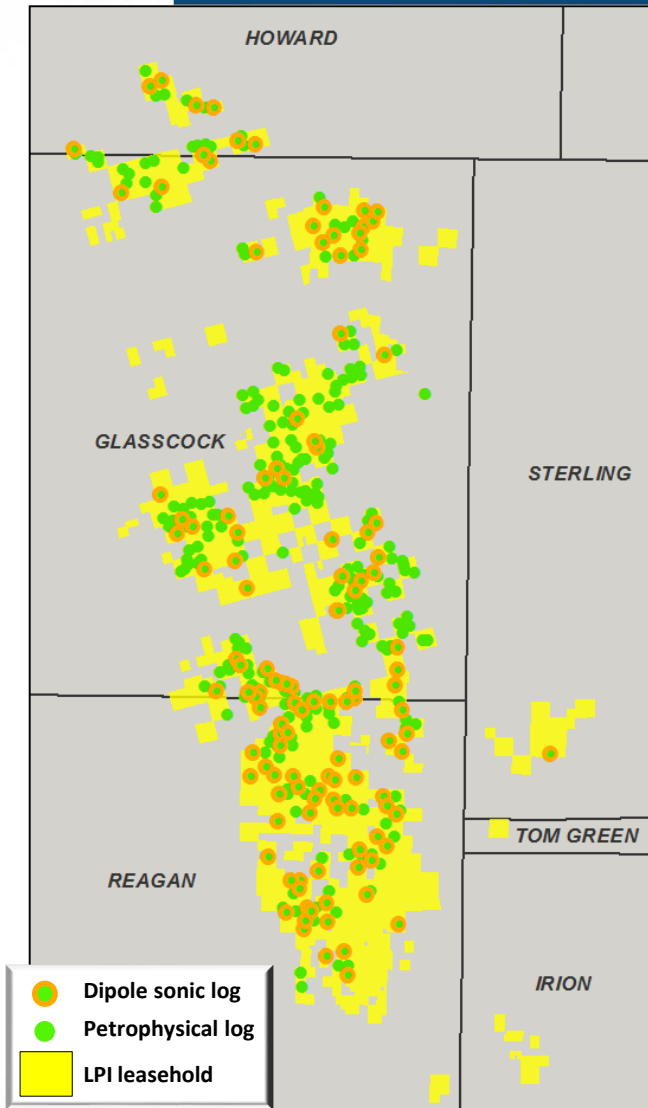 HOWARD
GLASSCOCK
STERLING
TOM GREEN
REAGAN
IRION
Dipole sonic log
Petrophysical log
LPI leasehold